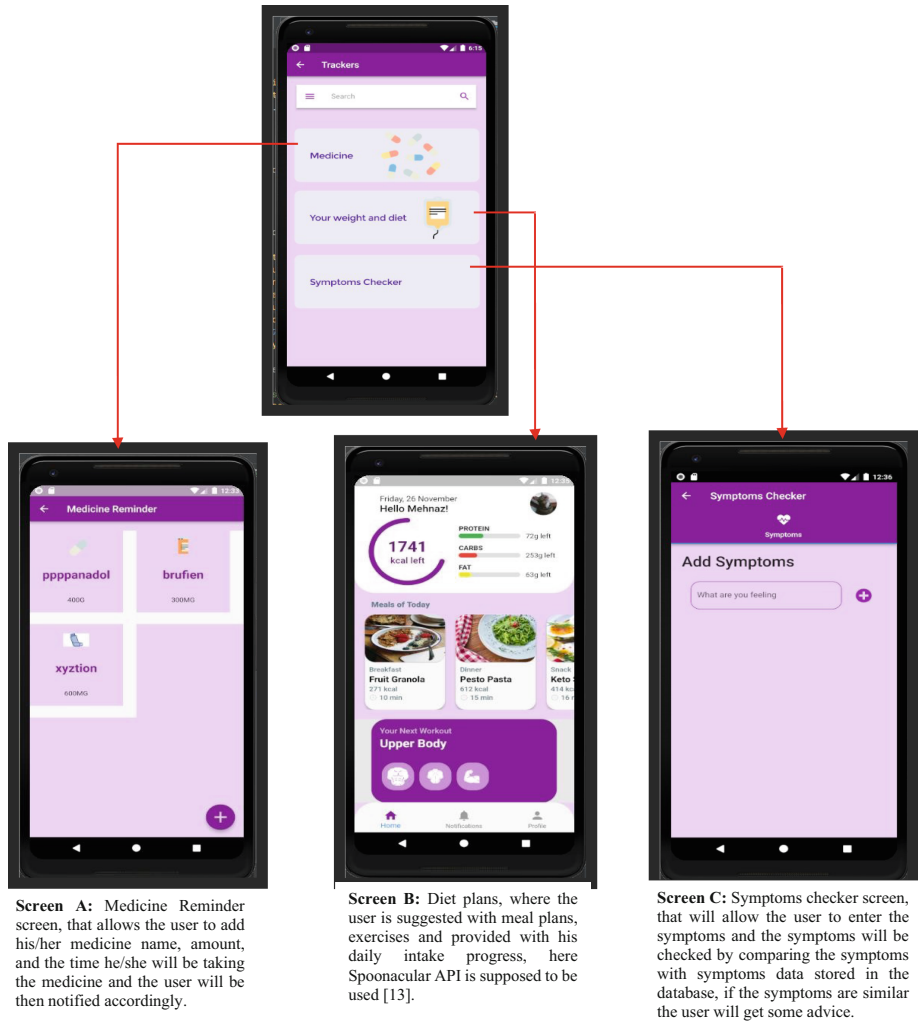 6:15
Trackers
Search
Medicine
Your weight and diet
Symptoms Checker
12:33
Medicine Reminder
ppppanadol
400G
brufien
300MG
xyztion
600MG
Friday, 26 November
Hello Mehnaz!
1741
kcal left
PROTEIN
72g left
CARBS
253g left
FAT
63g left
Meals of Today
Breakfast
Fruit Granola
271 kcal
10 min
Dinner
Pesto Pasta
612 kcal
15 min
Snack
Keto
414 kc
16
Your Next Workout
Upper Body
Home
Notifications
Profile
12:36
Symptoms Checker
Symptoms
Add Symptoms
What are you feeling
Screen A: Medicine Reminder
screen, that allows the user to add
his/her medicine name, amount,
and the time he/she will be taking
the medicine and the user will be
then notified accordingly.
Screen B: Diet plans, where the
user is suggested with meal plans,
exercises and provided with his
daily intake progress, here
Spoonacular API is supposed to be
used [13].
Screen C: Symptoms checker screen,
that will allow the user to enter the
symptoms and the symptoms will be
checked by comparing the symptoms
with symptoms data stored in the
database, if the symptoms are similar
the user will get some advice.